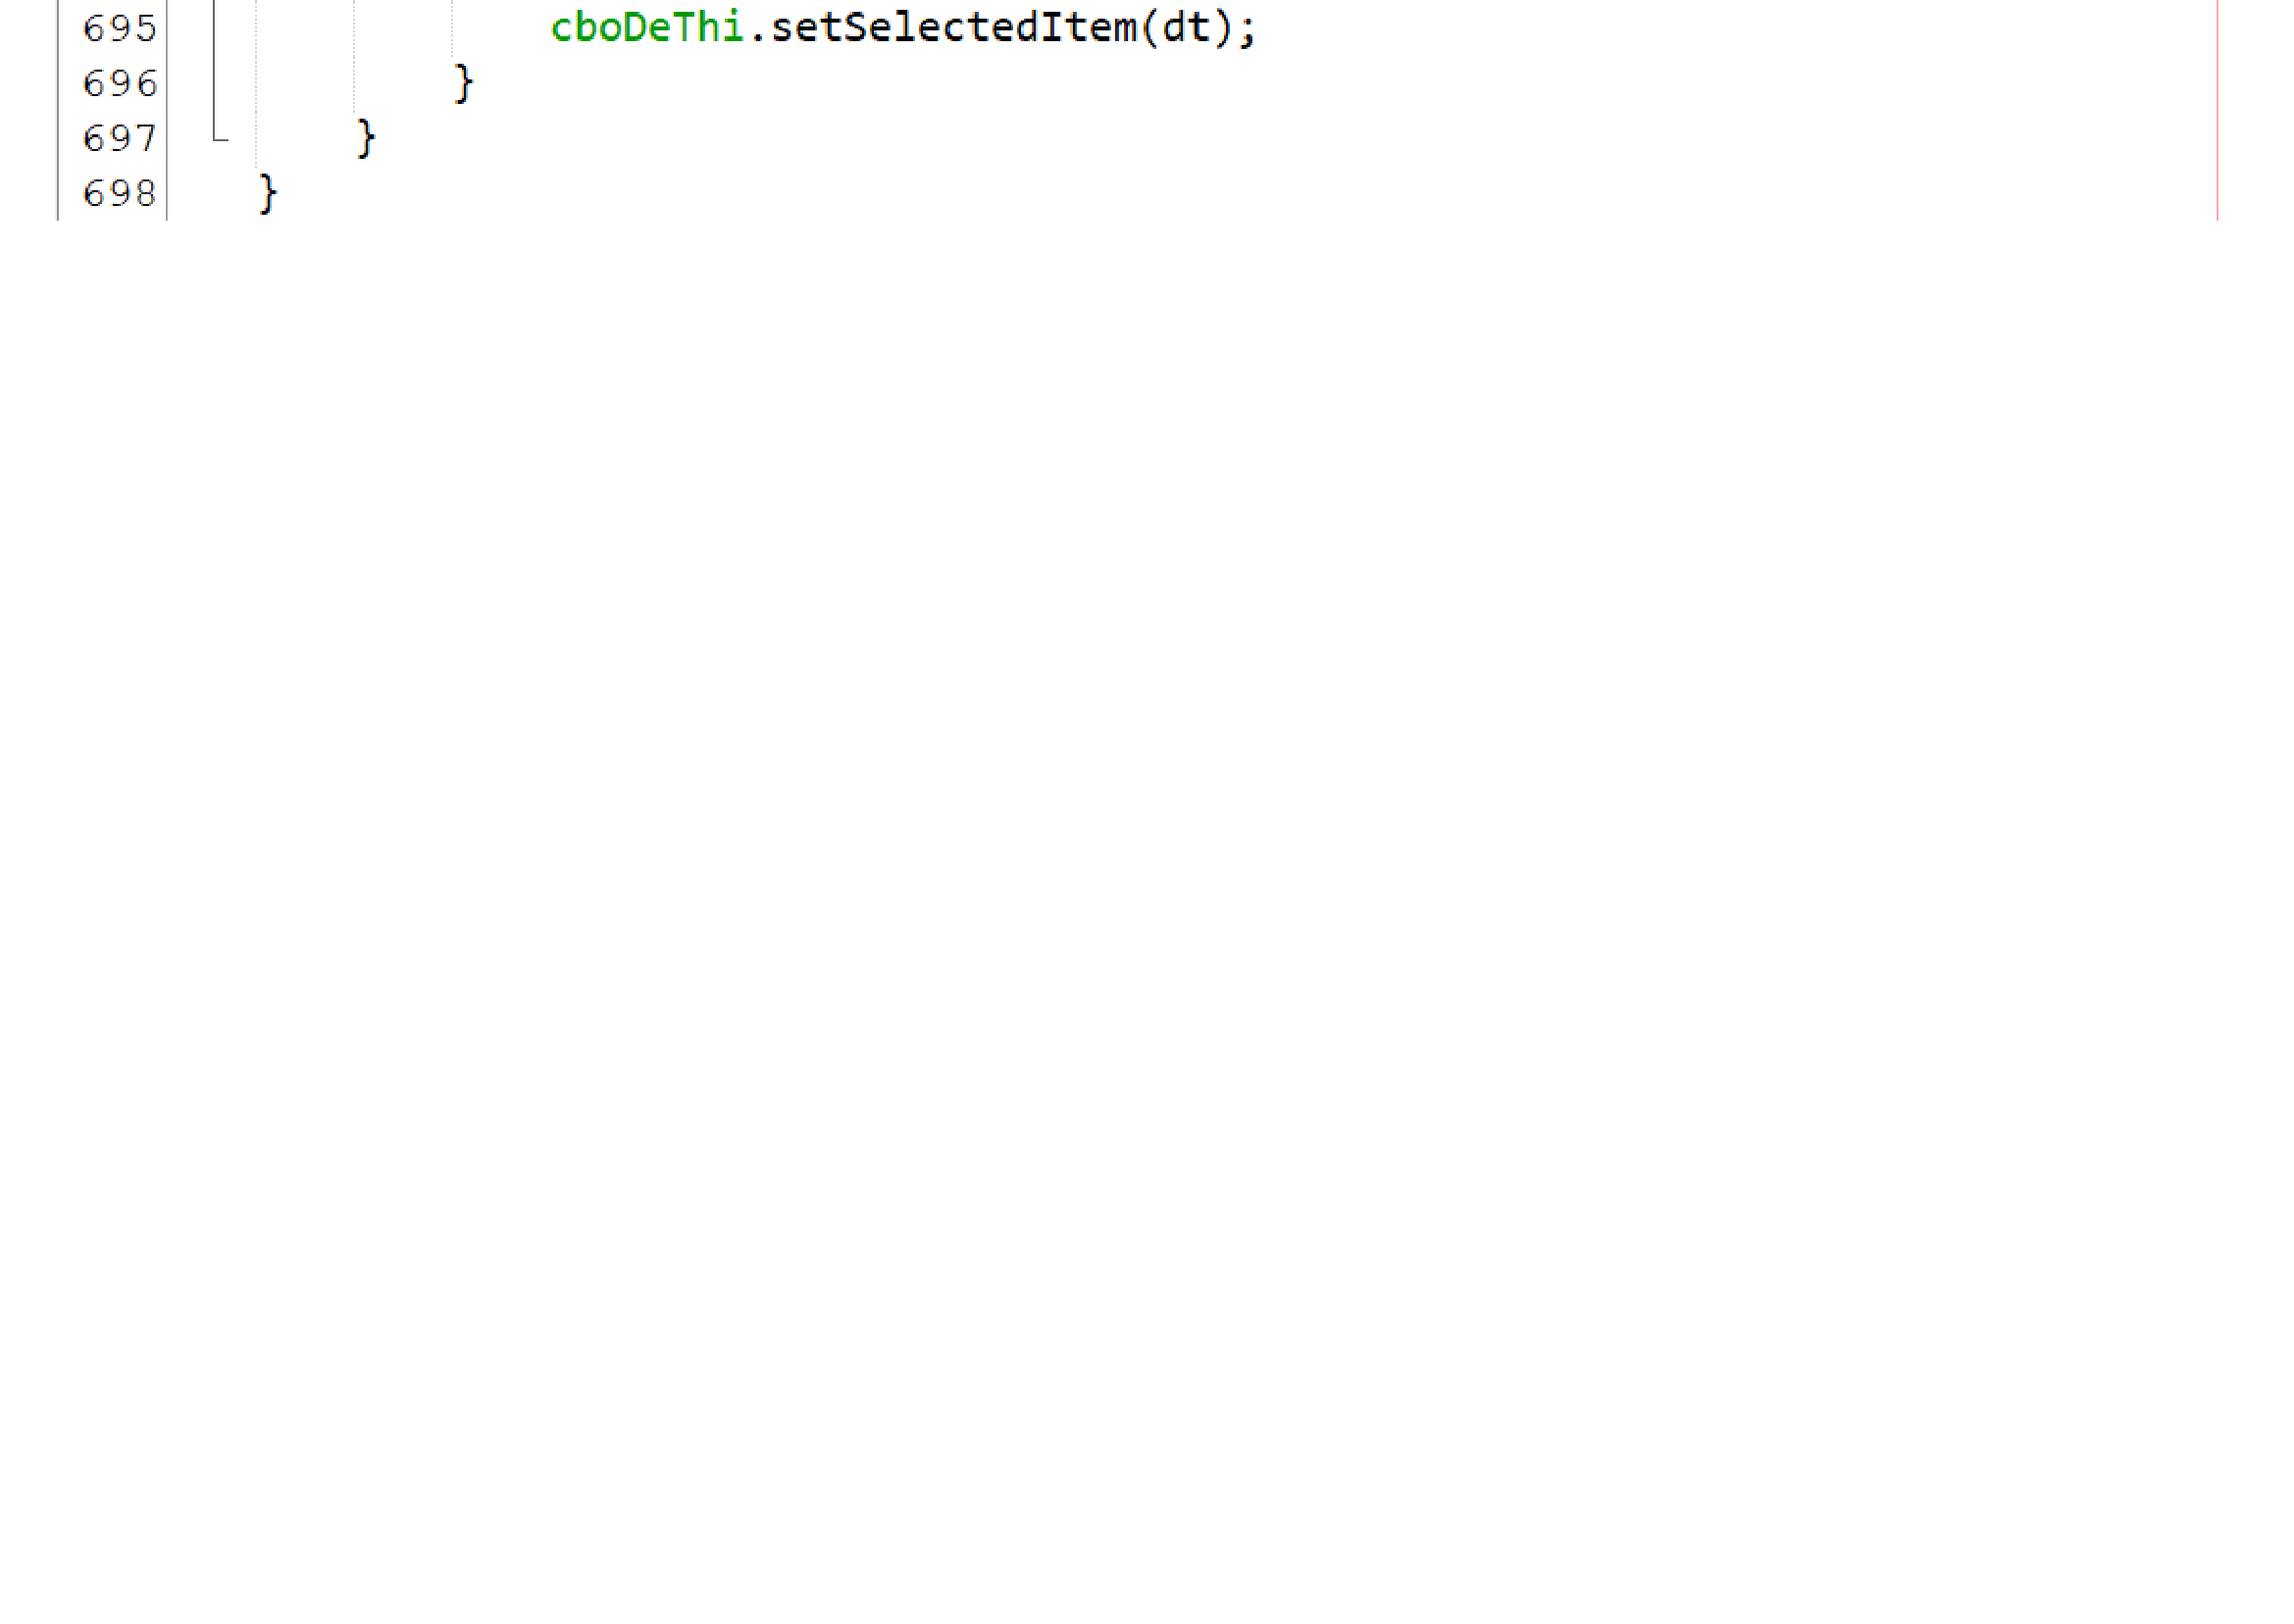 695                cboDeThi.setSelectedItem(dt);
696            }
697        }
698    }